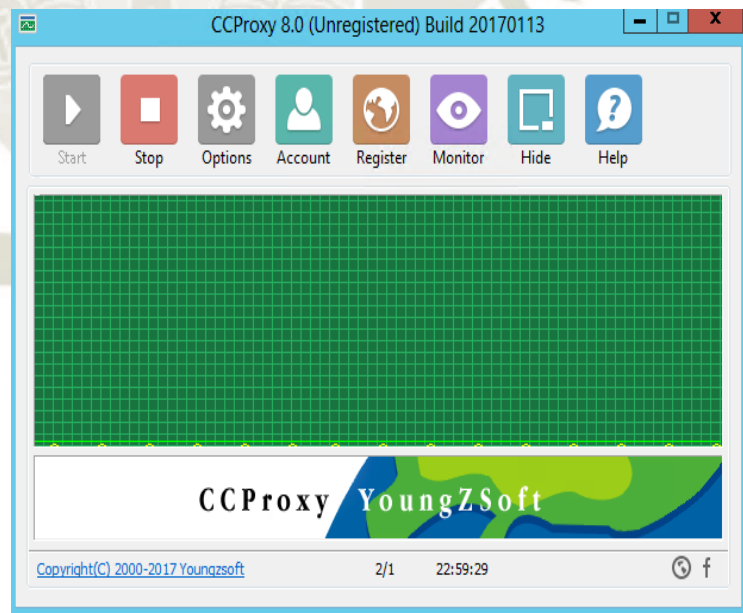 CCProxy 8.0 (Unregistered) Build 20170113
Start Stop Options Account Register Monitor Hide Help
CCProxy YoungZSoft
Copyright(C) 2000-2017 Youngzsoft 2/1 22:59:29